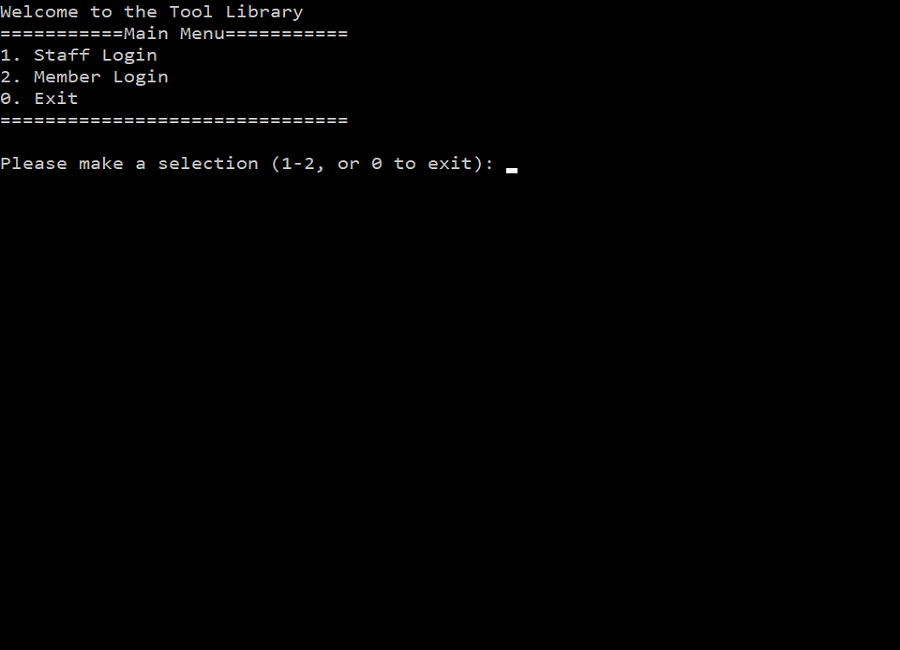 Welcome to the Tool Library
===========Main Menu===========
1. Staff Login
2. Member Login
0. Exit
===============================
Please make a selection (1-2, or 0 to exit):